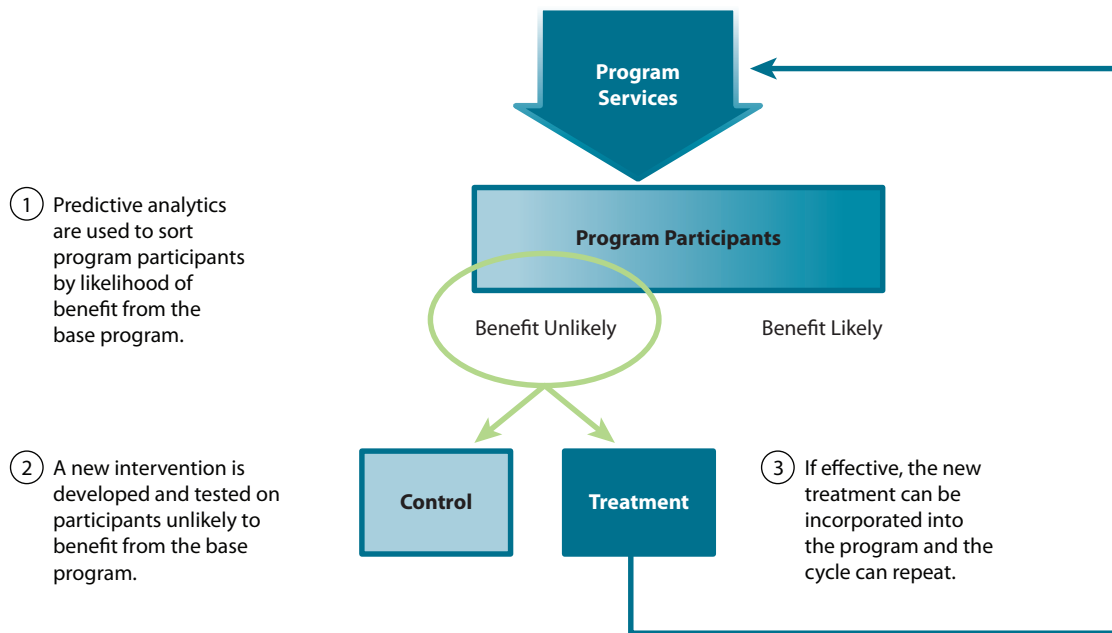 Program
Services
1 Predictive analytics
are used to sort
program participants
by likelihood of
benefit from the
base program.
Program Participants
Benefit Unlikely
Benefit Likely
2 A new intervention is
developed and tested on
participants unlikely to
benefit from the base
program.
Control
Treatment
3 If effective, the new
treatment can be
incorporated into
the program and the
cycle can repeat.